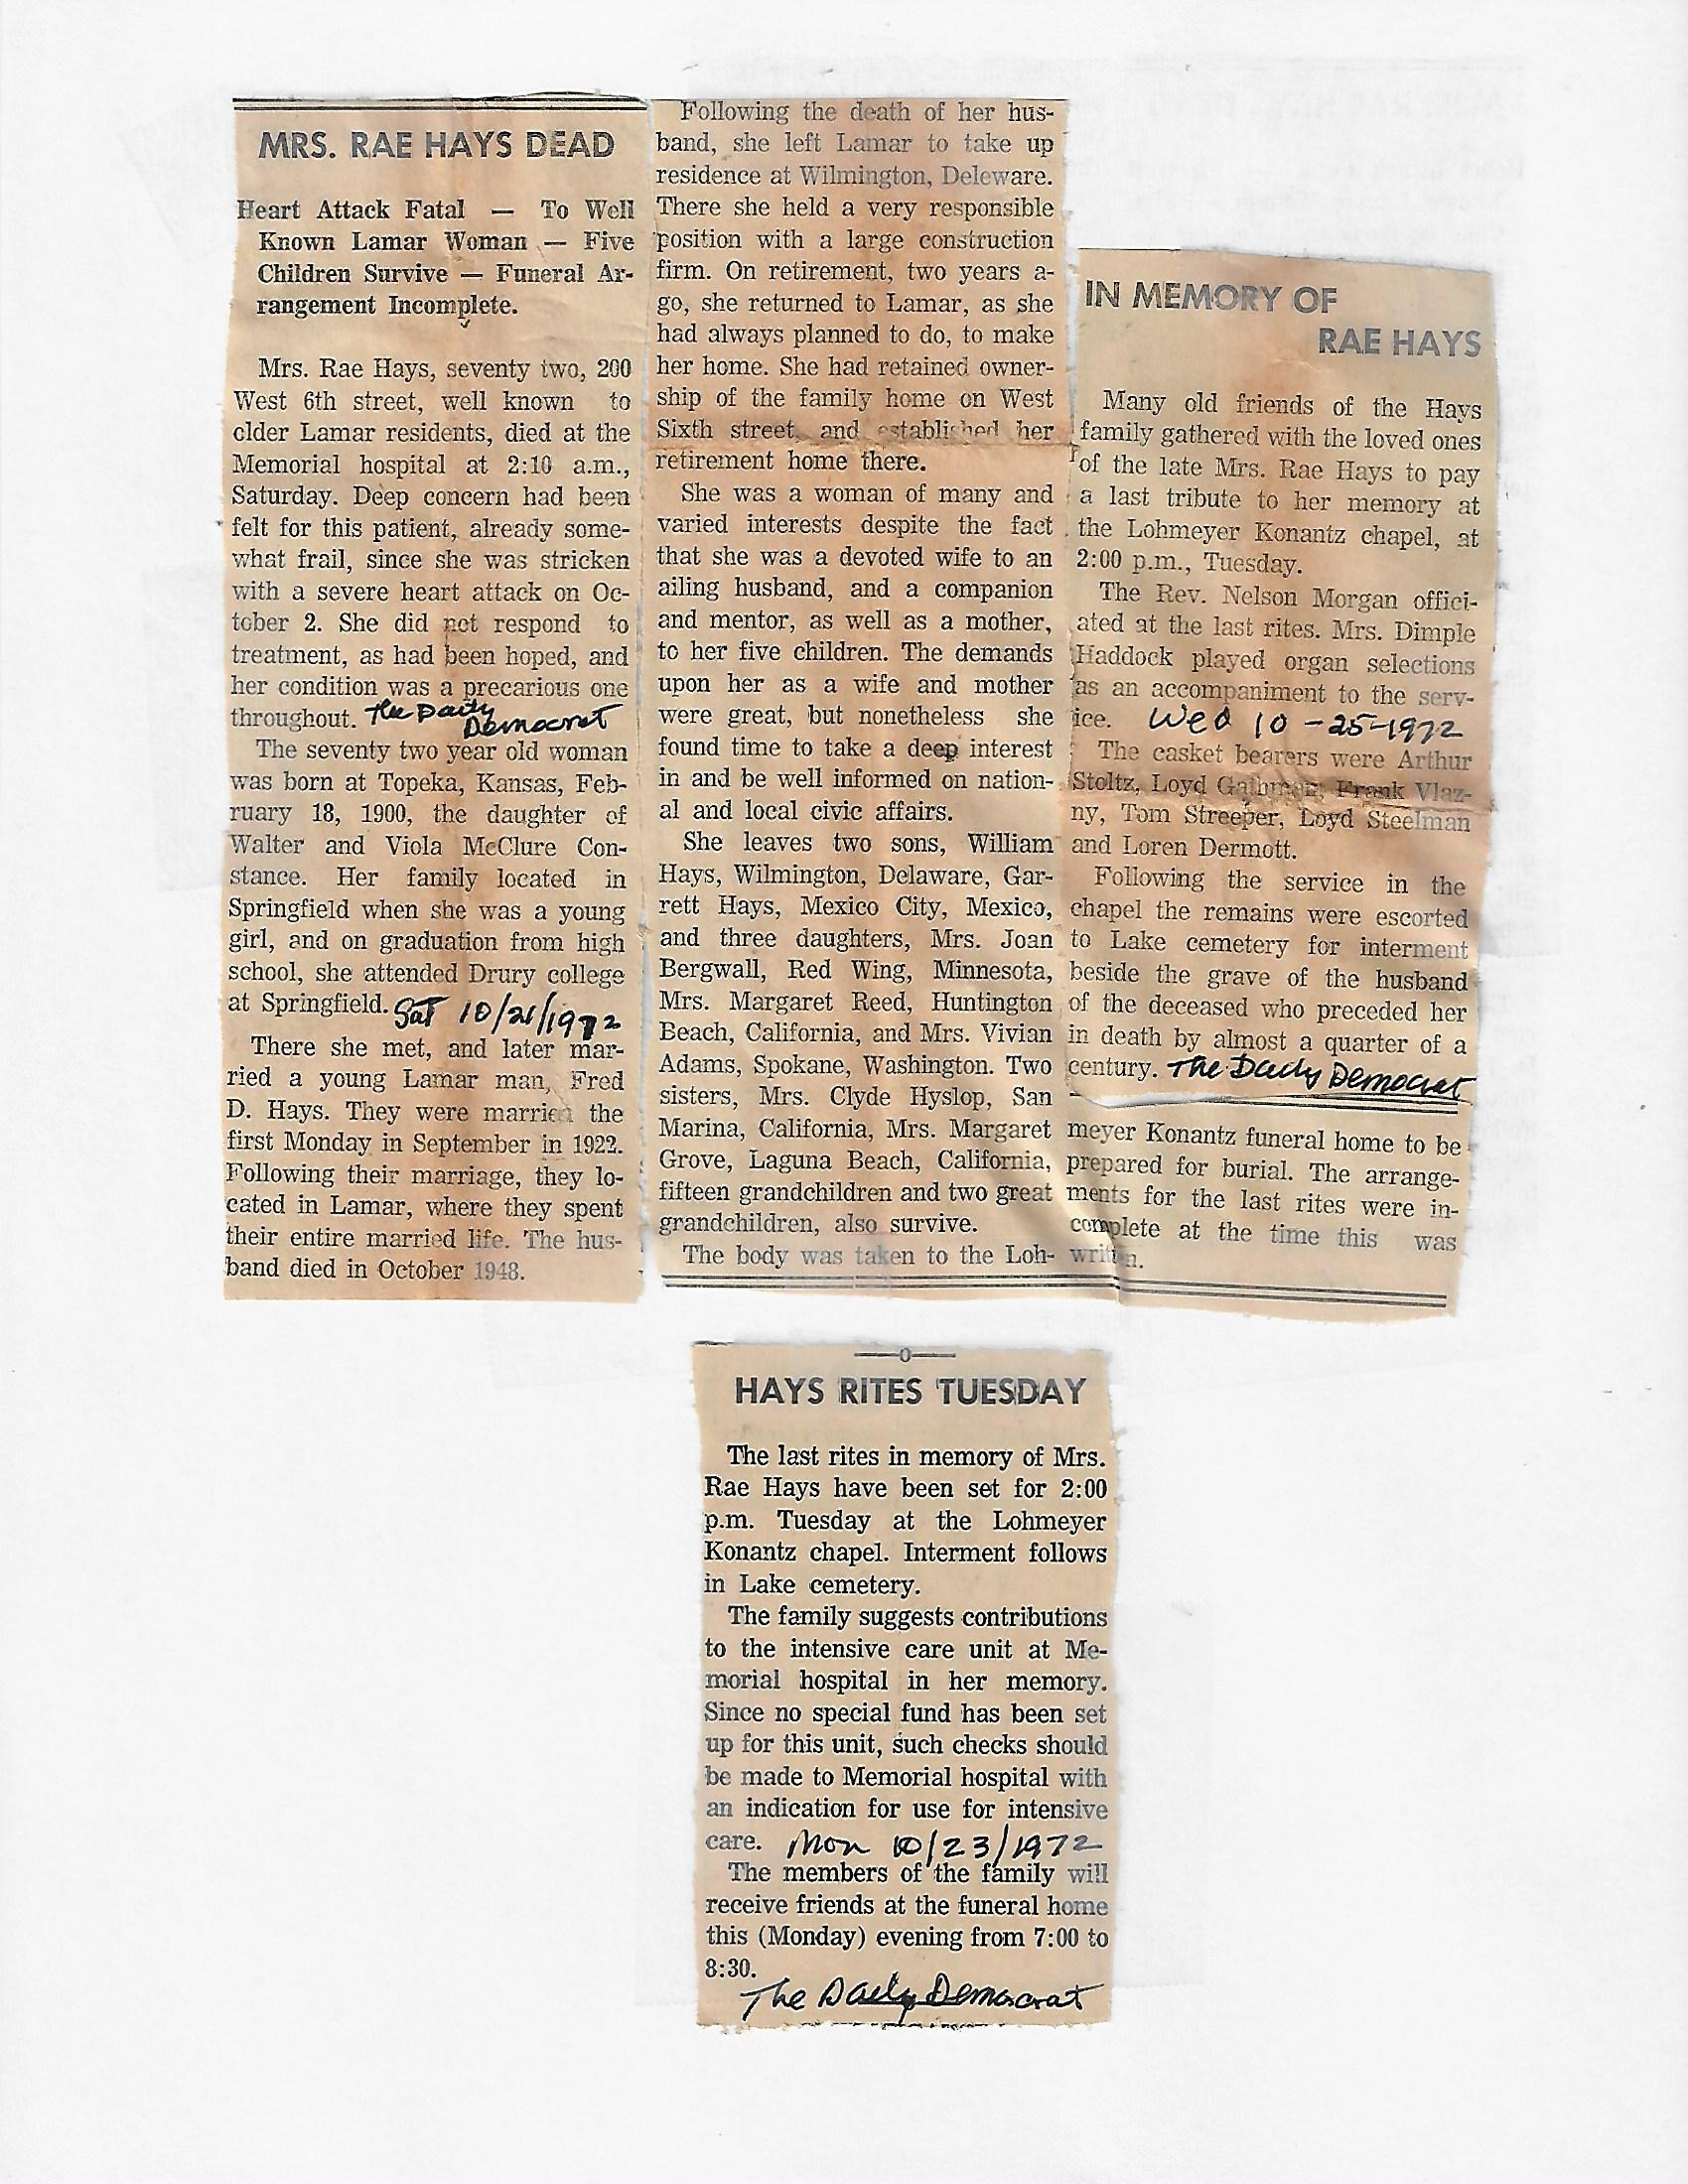 MRS. RAE HAYS DEAD
Heart Attack Fatal — To Well
Known Lamar Woman — Five
Children Survive — Funeral Ar-
rangement Incomplete.
Mrs. Rae Hays, seventy two, 200
West 6th street, well known to
older Lamar residents, died at the
Memorial hospital at 2:10 a.m.,
Saturday. Deep concern had been
felt for this patient, already some-
what frail, since she was stricken
with a severe heart attack on Oc-
tober 2. She did not respond to
treatment, as had been hoped, and
her condition was a precarious one
throughout. The Daily
Democrat
The seventy two year old woman
was born at Topeka, Kansas, Feb-
ruary 18, 1900, the daughter of
Walter and Viola McClure Con-
stance. Her family located in
Springfield when she was a young
girl, and on graduation from high
school, she attended Drury college
at Springfield. Sat 10/21/1972
There she met, and later mar-
ried a young Lamar man, Fred
D. Hays. They were married the
first Monday in September in 1922.
Following their marriage, they lo-
cated in Lamar, where they spent
their entire married life. The hus-
band died in October 1948.
Following the death of her hus-
band, she left Lamar to take up
residence at Wilmington, Deleware.
There she held a very responsible
position with a large construction
firm. On retirement, two years a-
go, she returned to Lamar, as she
had always planned to do, to make
her home. She had retained owner-
ship of the family home on West
Sixth street, and established her
retirement home there.
She was a woman of many and
varied interests despite the fact
that she was a devoted wife to an
ailing husband, and a companion
and mentor, as well as a mother,
to her five children. The demands
upon her as a wife and mother
were great, but nonetheless she
found time to take a deep interest
in and be well informed on nation-
al and local civic affairs.
She leaves two sons, William
Hays, Wilmington, Delaware, Gar-
rett Hays, Mexico City, Mexico,
and three daughters, Mrs. Joan
Bergwall, Red Wing, Minnesota,
Mrs. Margaret Reed, Huntington
Beach, California, and Mrs. Vivian
Adams, Spokane, Washington. Two
sisters, Mrs. Clyde Hyslop, San
Marina, California, Mrs. Margaret
Grove, Laguna Beach, California,
fifteen grandchildren and two great
grandchildren, also survive.
The body was taken to the Loh-
meyer Konantz funeral home to be
prepared for burial. The arrange-
ments for the last rites were in-
complete at the time this was
written.
IN MEMORY OF
RAE HAYS
Many old friends of the Hays
family gathered with the loved ones
of the late Mrs. Rae Hays to pay
a last tribute to her memory at
the Lohmeyer Konantz chapel, at
2:00 p.m., Tuesday.
The Rev. Nelson Morgan offici-
ated at the last rites. Mrs. Dimple
Haddock played organ selections
as an accompaniment to the serv-
ice. Wed 10-25-1972
The casket bearers were Arthur
Stoltz, Loyd Frank Vlaz-
ny, Tom Streeper, Loyd Steelman
and Loren Dermott.
Following the service in the
chapel the remains were escorted
to Lake cemetery for interment
beside the grave of the husband
of the deceased who preceded her
in death by almost a quarter of a
century. The Daily Democrat
HAYS RITES TUESDAY
The last rites in memory of Mrs.
Rae Hays have been set for 2:00
p.m. Tuesday at the Lohmeyer
Konantz chapel. Interment follows
in Lake cemetery.
The family suggests contributions
to the intensive care unit at Me-
morial hospital in her memory.
Since no special fund has been set
up for this unit, such checks should
be made to Memorial hospital with
an indication for use for intensive
care. Mon 10/23/1972
The members of the family will
receive friends at the funeral home
this (Monday) evening from 7:00 to
8:30.
The Daily Democrat